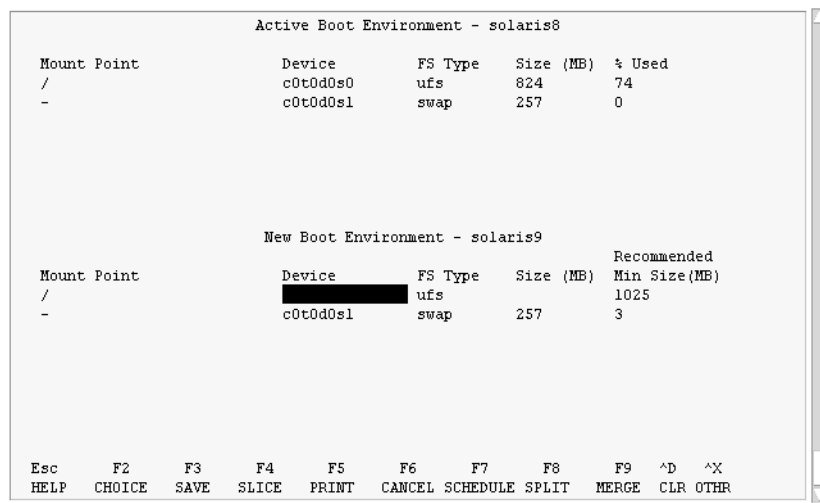 Active Boot Environment - solaris8
Mount Point Device FS Type Size (MB) % Used
/ c0t0d0s0 ufs 824 74
- c0t0d0s1 swap 257 0
New Boot Environment - solaris9
Recommended
Mount Point Device FS Type Size (MB) Min Size(MB)
/ ufs 1025
- c0t0d0s1 swap 257 3
Esc F2 F3 F4 F5 F6 F7 F8 F9 ^D ^X
HELP CHOICE SAVE SLICE PRINT CANCEL SCHEDULE SPLIT MERGE CLR OTHR